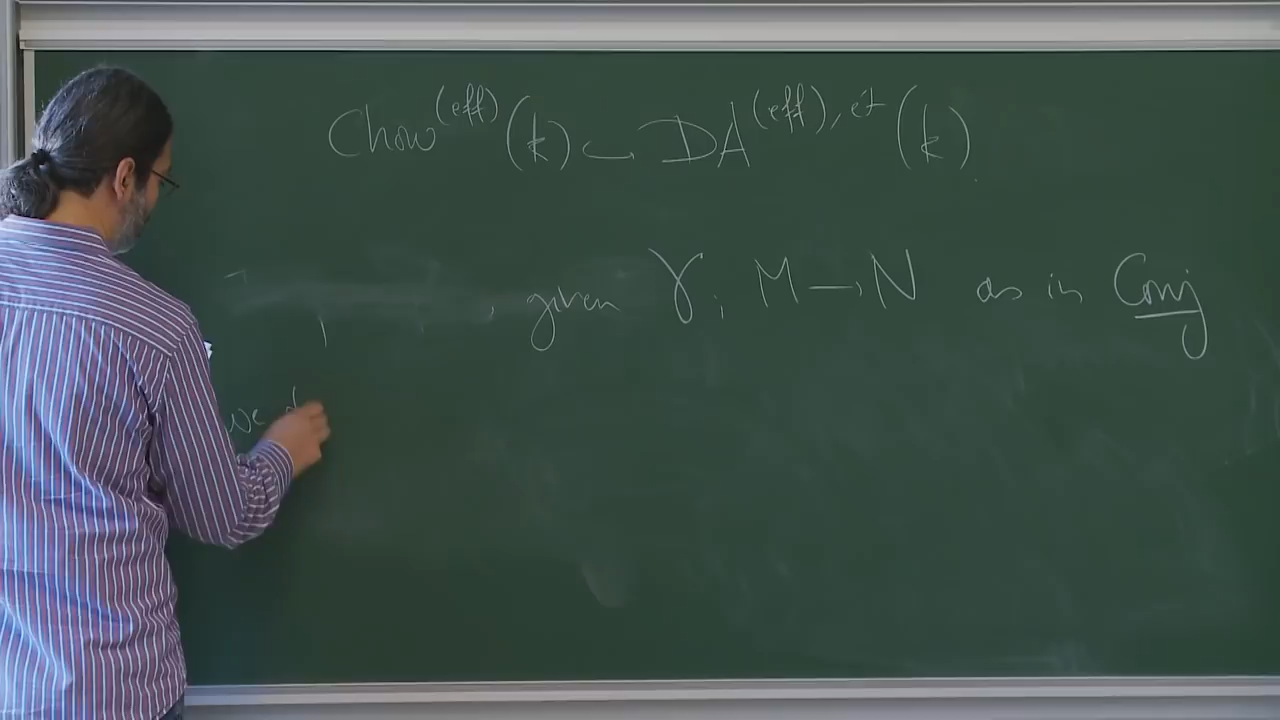 Chow^(eff)(k) ↪ DA^(eff), ét(k)
, given γ: M → N as in Conj
we d